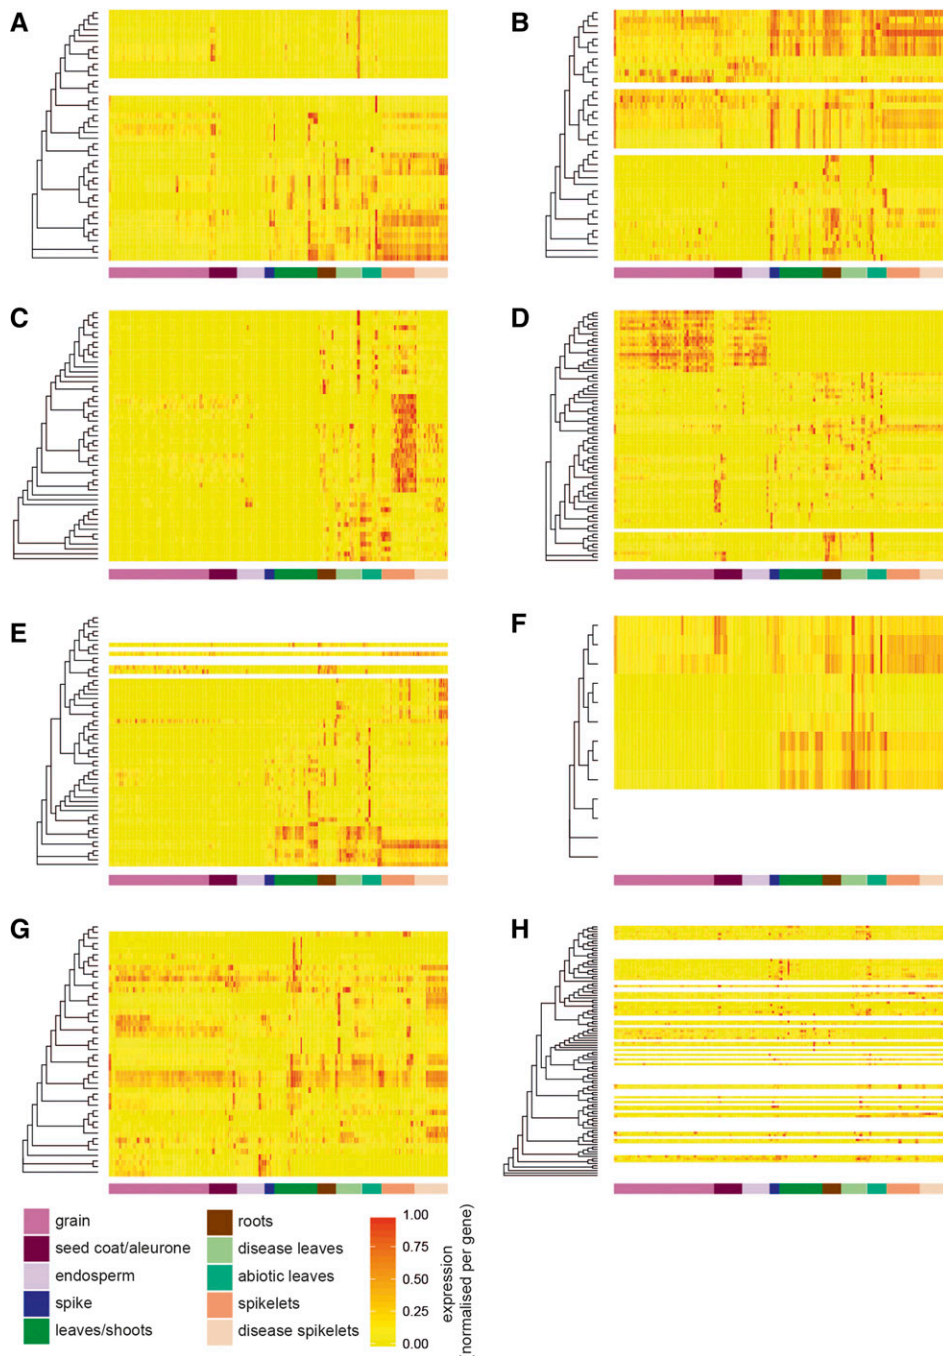 A
B
C
D
E
F
G
H
grain
seed coat/aleurone
endosperm
spike
leaves/shoots
roots
disease leaves
abiotic leaves
spikelets
disease spikelets
1.00
0.75
0.50
0.25
0.00
expression
(normalised per gene)